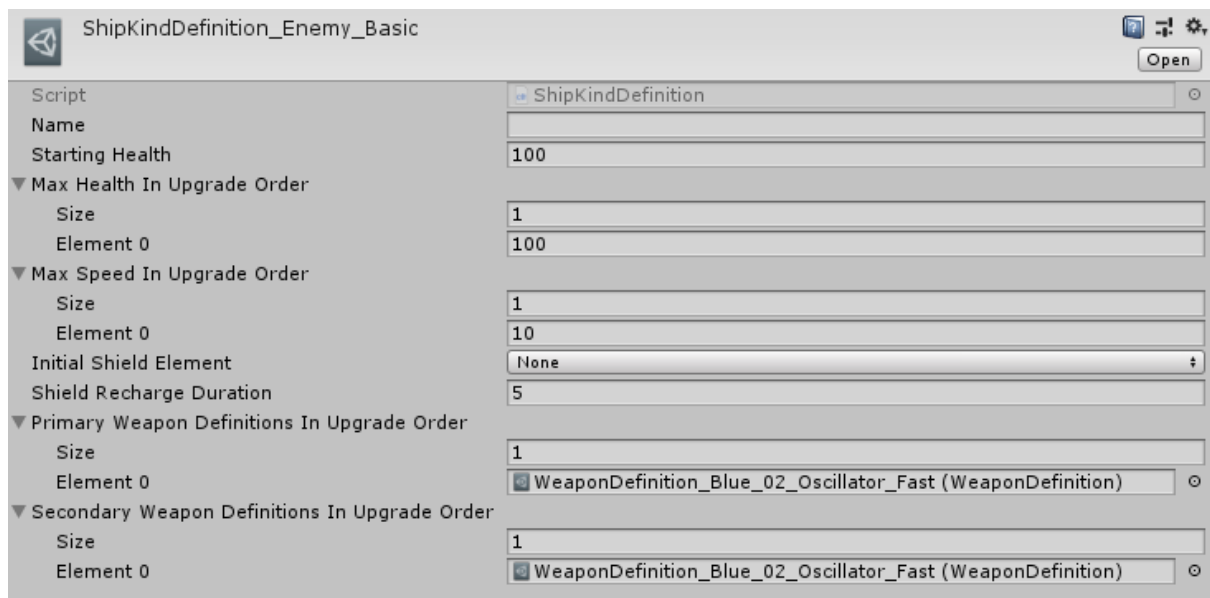 ShipKindDefinition_Enemy_Basic
Open
Script ShipKindDefinition
Name
Starting Health 100
Max Health In Upgrade Order
Size 1
Element 0 100
Max Speed In Upgrade Order
Size 1
Element 0 10
Initial Shield Element None
Shield Recharge Duration 5
Primary Weapon Definitions In Upgrade Order
Size 1
Element 0 WeaponDefinition_Blue_02_Oscillator_Fast (WeaponDefinition)
Secondary Weapon Definitions In Upgrade Order
Size 1
Element 0 WeaponDefinition_Blue_02_Oscillator_Fast (WeaponDefinition)